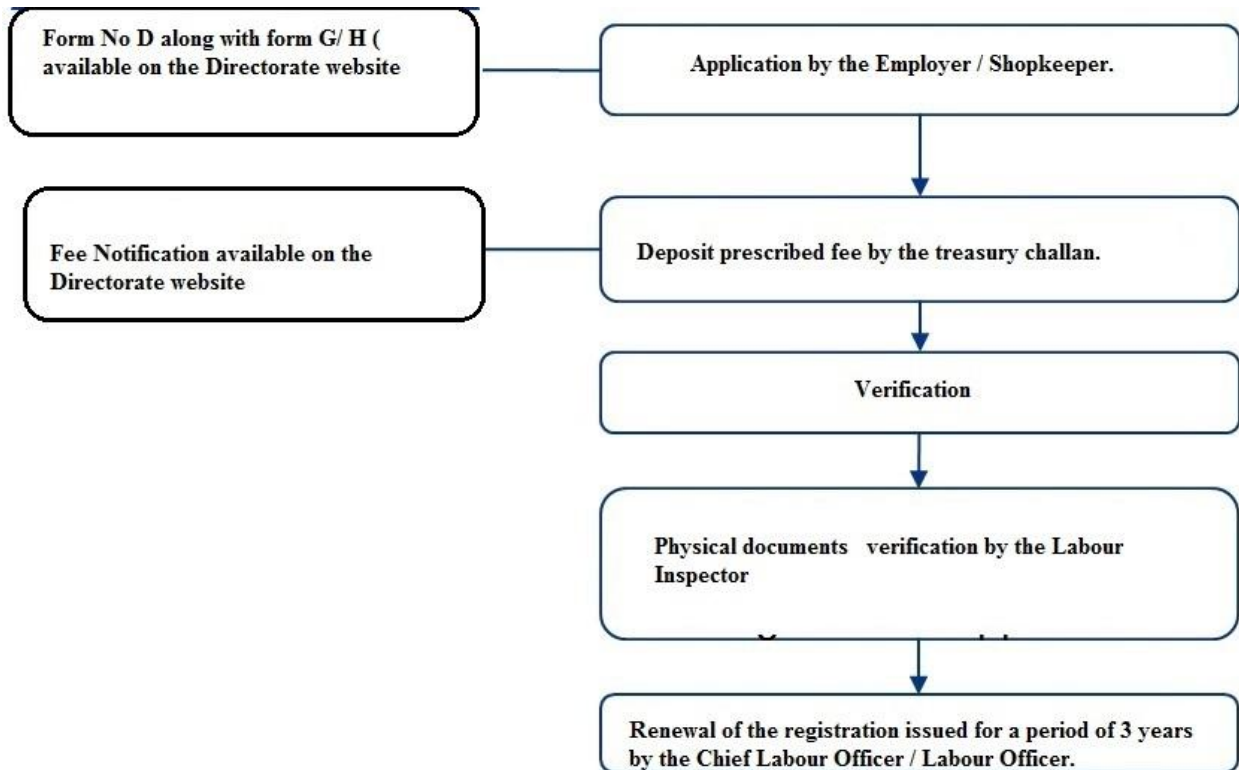 Form No D along with form G/ H (
available on the Directorate website
Application by the Employer / Shopkeeper.
Fee Notification available on the
Directorate website
Deposit prescribed fee by the treasury challan.
Verification
Physical documents verification by the Labour
Inspector
Renewal of the registration issued for a period of 3 years
by the Chief Labour Officer / Labour Officer.